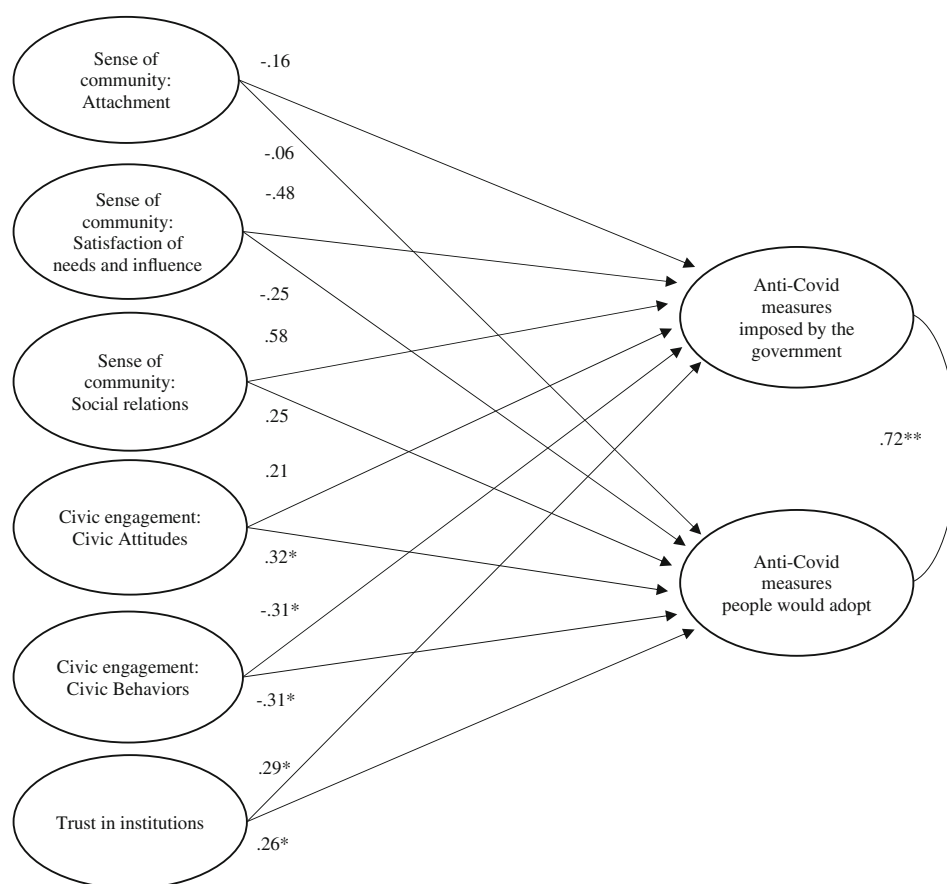 Sense of
community:
Attachment
-.16
-.06
Sense of
community:
Satisfaction of
needs and influence
-.48
-.25
Sense of
community:
Social relations
.58
.25
Civic engagement:
Civic Attitudes
.21
.32*
Civic engagement:
Civic Behaviors
-.31*
-.31*
Trust in institutions
.29*
.26*
Anti-Covid
measures
imposed by the
government
.72**
Anti-Covid
measures
people would adopt